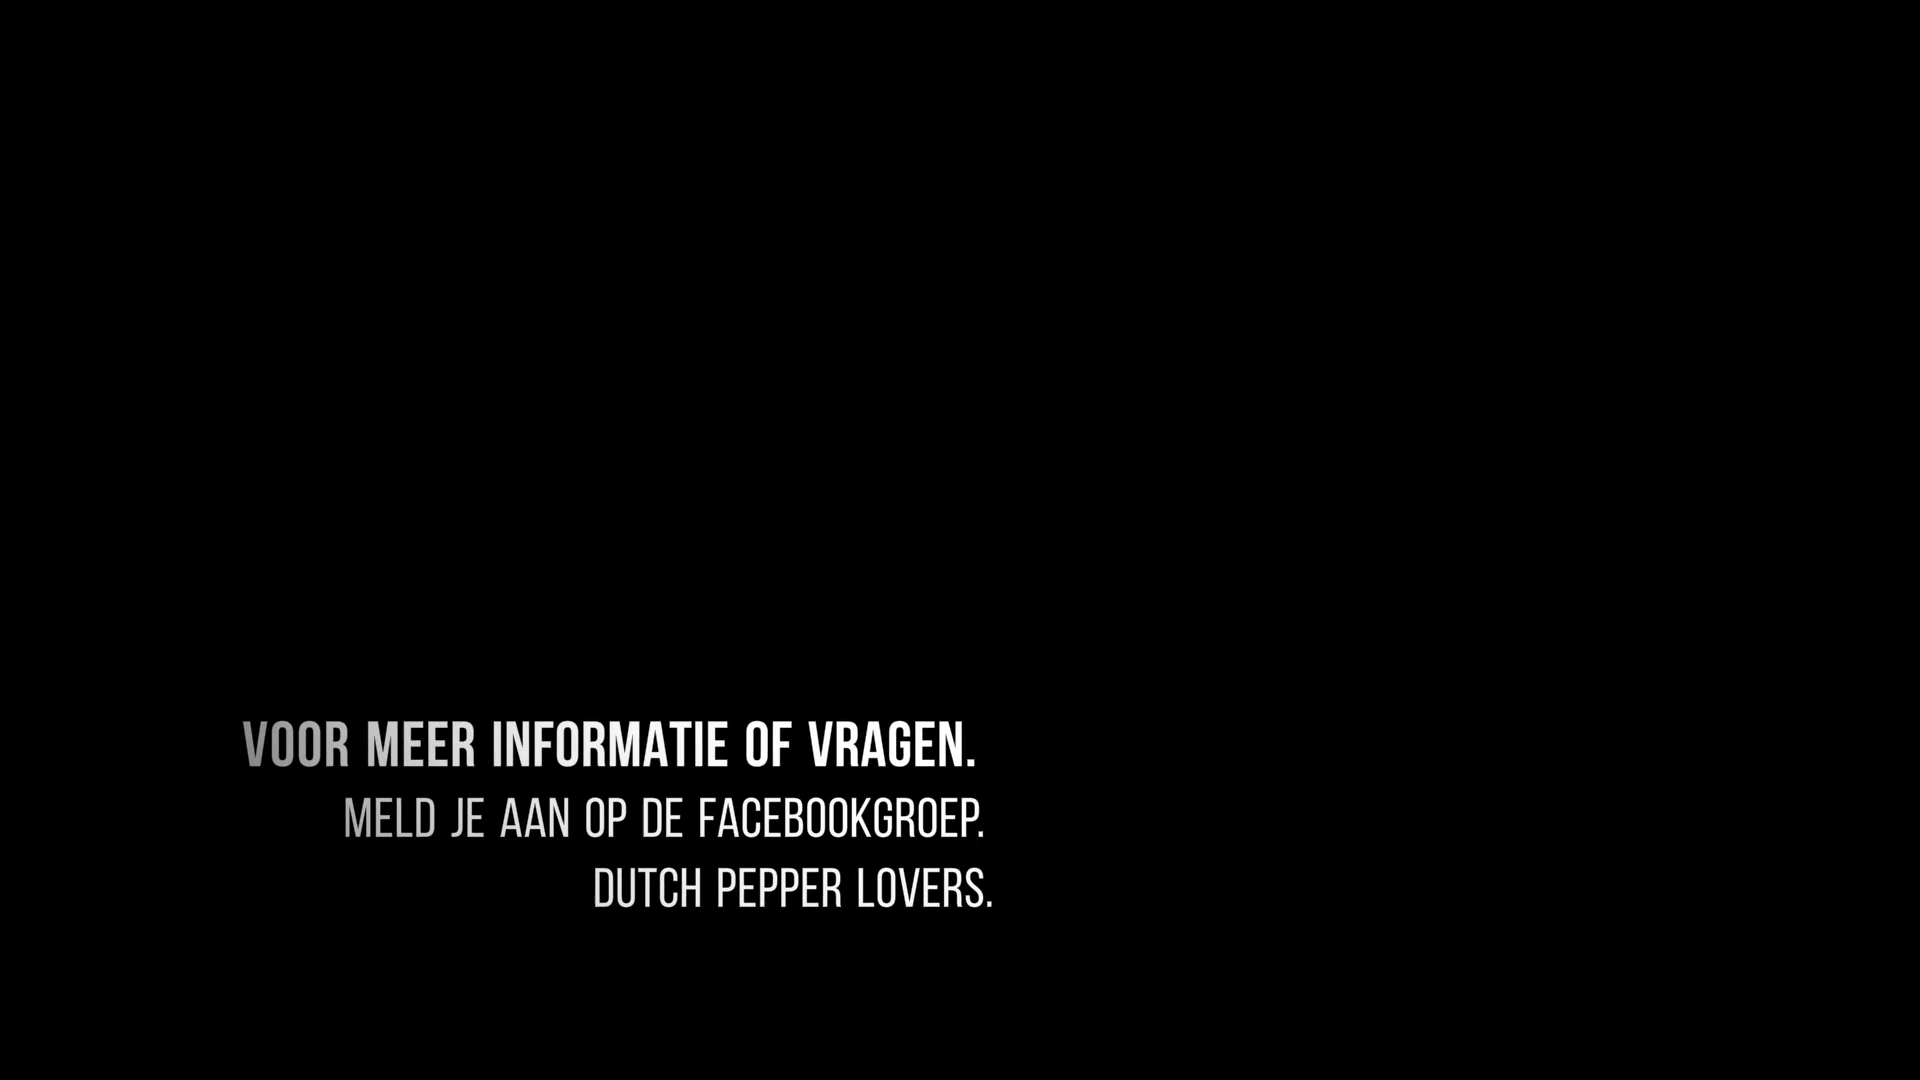 VOOR MEER INFORMATIE OF VRAGEN.
MELD JE AAN OP DE FACEBOOKGROEP.
DUTCH PEPPER LOVERS.